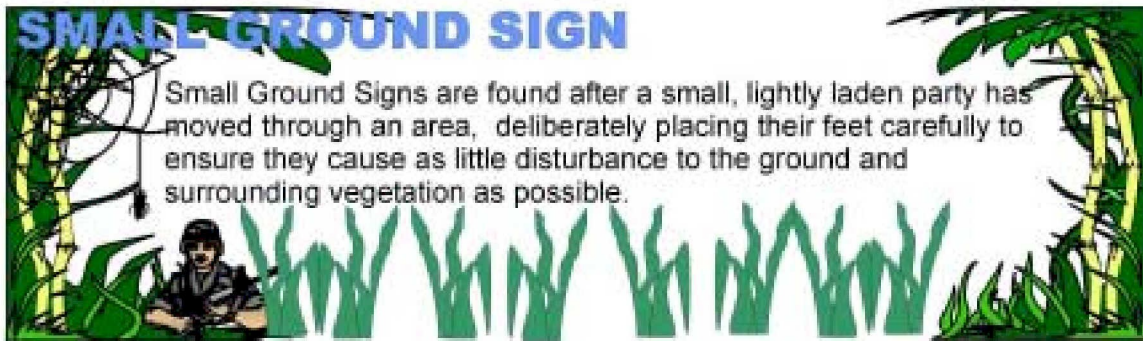 SMALL GROUND SIGN
Small Ground Signs are found after a small, lightly laden party has
moved through an area, deliberately placing their feet carefully to
ensure they cause as little disturbance to the ground and
surrounding vegetation as possible.